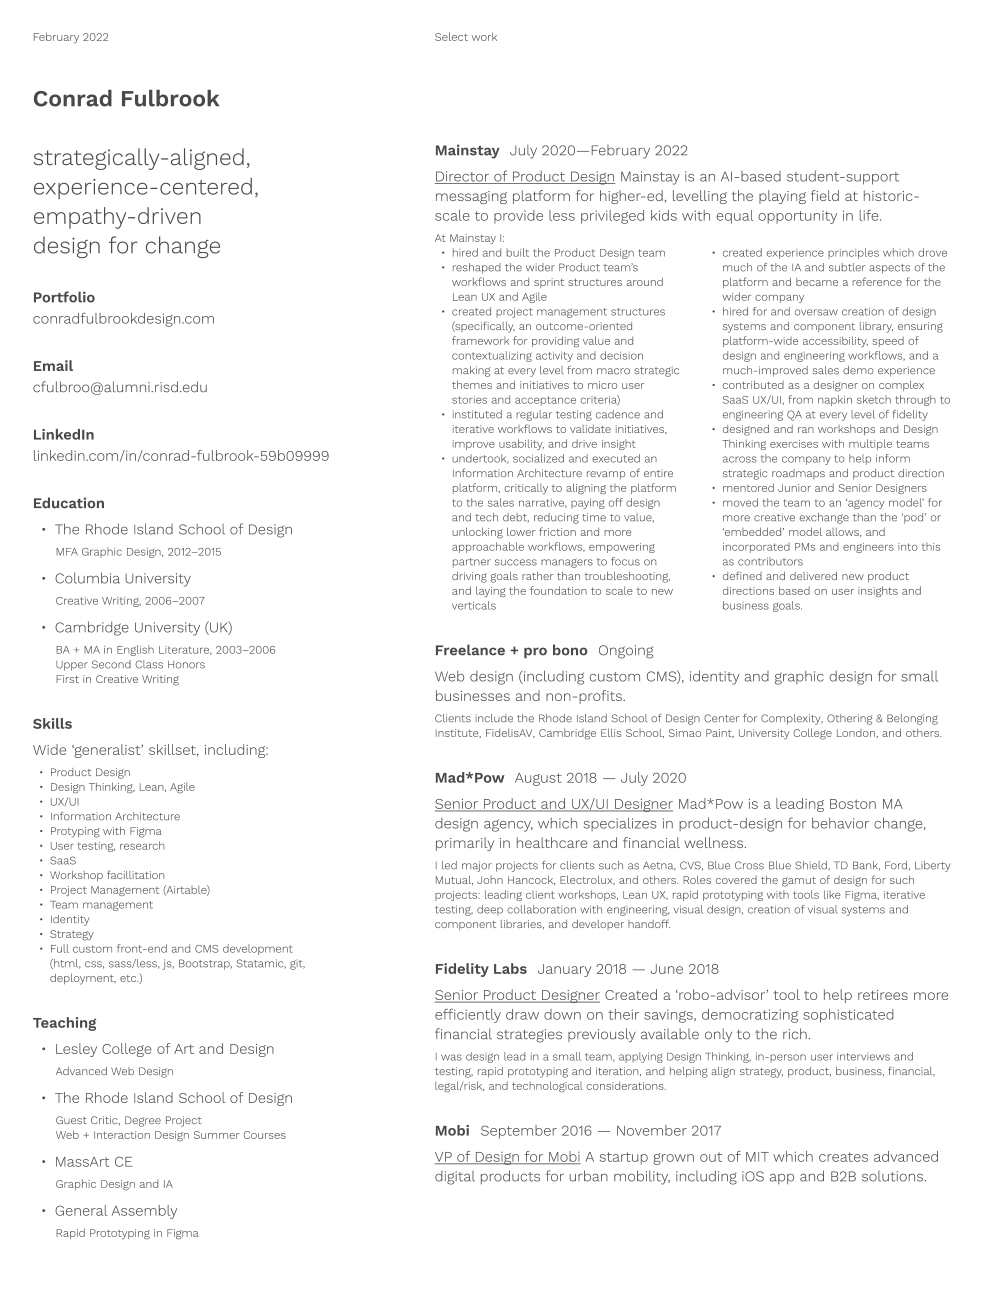 February 2022
Conrad Fulbrook
strategically-aligned,
experience-centered,
empathy-driven
design for change
Portfolio
conradfulbrookdesign.com
Email
cfulbroo@alumni.risd.edu
LinkedIn
linkedin.com/in/conrad-fulbrook-59b09999
Education
• The Rhode Island School of Design
MFA Graphic Design, 2012–2015
• Columbia University
Creative Writing, 2006–2007
• Cambridge University (UK)
BA + MA in English Literature, 2003–2006
Upper Second Class Honors
First in Creative Writing
Skills
Wide ‘generalist’ skillset, including:
• Product Design
• Design Thinking, Lean, Agile
• UX/UI
• Information Architecture
• Protyping with Figma
• User testing, research
• SaaS
• Workshop facillitation
• Project Management (Airtable)
• Team management
• Identity
• Strategy
• Full custom front-end and CMS development
(html, css, sass/less, js, Bootstrap, Statamic, git,
deployment, etc.)
Teaching
• Lesley College of Art and Design
Advanced Web Design
• The Rhode Island School of Design
Guest Critic, Degree Project
Web + Interaction Design Summer Courses
• MassArt CE
Graphic Design and IA
• General Assembly
Rapid Prototyping in Figma
Select work
Mainstay July 2020—February 2022
Director of Product Design Mainstay is an AI-based student-support
messaging platform for higher-ed, levelling the playing field at historic-
scale to provide less privileged kids with equal opportunity in life.
At Mainstay I:
• hired and built the Product Design team
• reshaped the wider Product team’s
workflows and sprint structures around
Lean UX and Agile
• created project management structures
(specifically, an outcome-oriented
framework for providing value and
contextualizing activity and decision
making at every level from macro strategic
themes and initiatives to micro user
stories and acceptance criteria)
• instituted a regular testing cadence and
iterative workflows to validate initiatives,
improve usability, and drive insight
• undertook, socialized and executed an
Information Architecture revamp of entire
platform, critically to aligning the platform
to the sales narrative, paying off design
and tech debt, reducing time to value,
unlocking lower friction and more
approachable workflows, empowering
partner success managers to focus on
driving goals rather than troubleshooting,
and laying the foundation to scale to new
verticals
• created experience principles which drove
much of the IA and subtler aspects of the
platform and became a reference for the
wider company
• hired for and oversaw creation of design
systems and component library, ensuring
platform-wide accessibility, speed of
design and engineering workflows, and a
much-improved sales demo experience
• contributed as a designer on complex
SaaS UX/UI, from napkin sketch through to
engineering QA at every level of fidelity
• designed and ran workshops and Design
Thinking exercises with multiple teams
across the company to help inform
strategic roadmaps and product direction
• mentored Junior and Senior Designers
• moved the team to an ‘agency model’ for
more creative exchange than the ‘pod’ or
‘embedded’ model allows, and
incorporated PMs and engineers into this
as contributors
• defined and delivered new product
directions based on user insights and
business goals.
Freelance + pro bono Ongoing
Web design (including custom CMS), identity and graphic design for small
businesses and non-profits.
Clients include the Rhode Island School of Design Center for Complexity, Othering & Belonging
Institute, FidelisAV, Cambridge Ellis School, Simao Paint, University College London, and others.
Mad*Pow August 2018 — July 2020
Senior Product and UX/UI Designer Mad*Pow is a leading Boston MA
design agency, which specializes in product-design for behavior change,
primarily in healthcare and financial wellness.
I led major projects for clients such as Aetna, CVS, Blue Cross Blue Shield, TD Bank, Ford, Liberty
Mutual, John Hancock, Electrolux, and others. Roles covered the gamut of design for such
projects: leading client workshops, Lean UX, rapid prototyping with tools like Figma, iterative
testing, deep collaboration with engineering, visual design, creation of visual systems and
component libraries, and developer handoff.
Fidelity Labs January 2018 — June 2018
Senior Product Designer Created a ‘robo-advisor’ tool to help retirees more
efficiently draw down on their savings, democratizing sophisticated
financial strategies previously available only to the rich.
I was design lead in a small team, applying Design Thinking, in-person user interviews and
testing, rapid prototyping and iteration, and helping align strategy, product, business, financial,
legal/risk, and technological considerations.
Mobi September 2016 — November 2017
VP of Design for Mobi A startup grown out of MIT which creates advanced
digital products for urban mobility, including iOS app and B2B solutions.